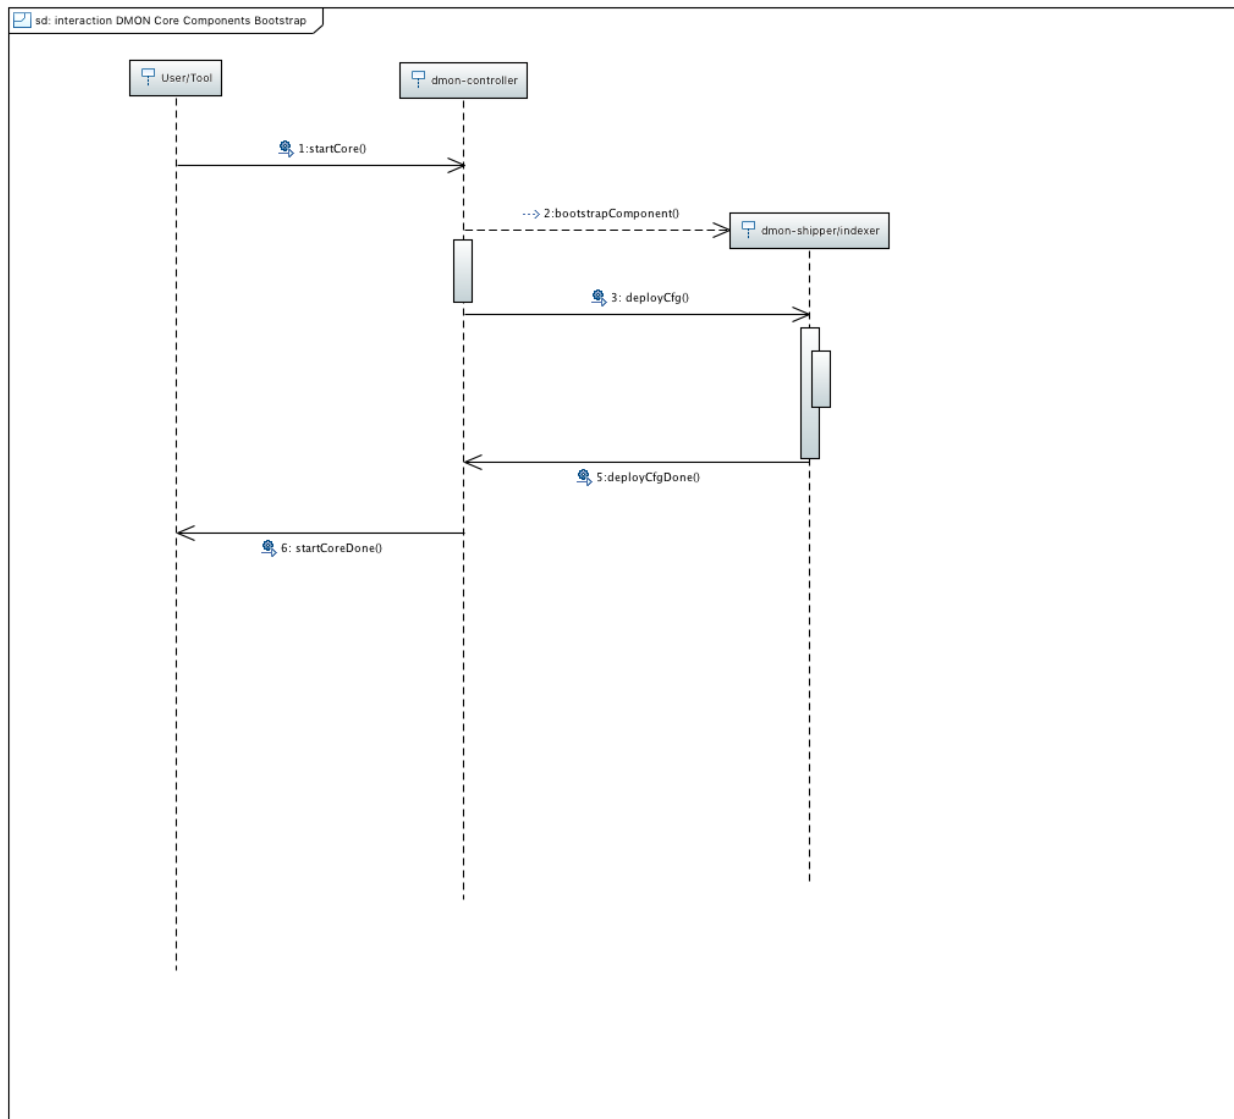 sd: interaction DMON Core Components Bootstrap
User/Tool
dmon-controller
1:startCore()
2:bootstrapComponent()
dmon-shipper/indexer
3: deployCfg()
5:deployCfgDone()
6: startCoreDone()